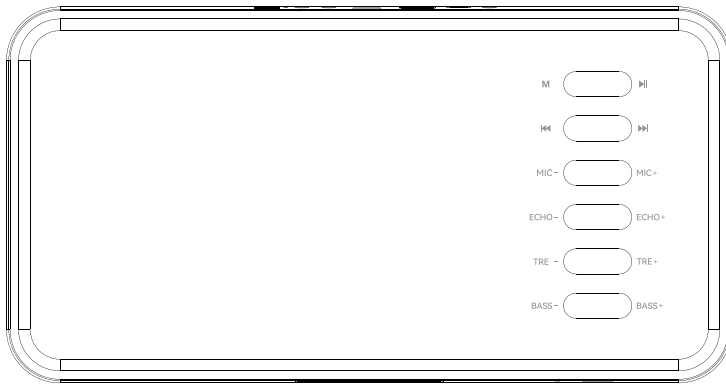 M ⏯
⏮ ⏭
MIC- MIC+
ECHO- ECHO+
TRE - TRE+
BASS- BASS+